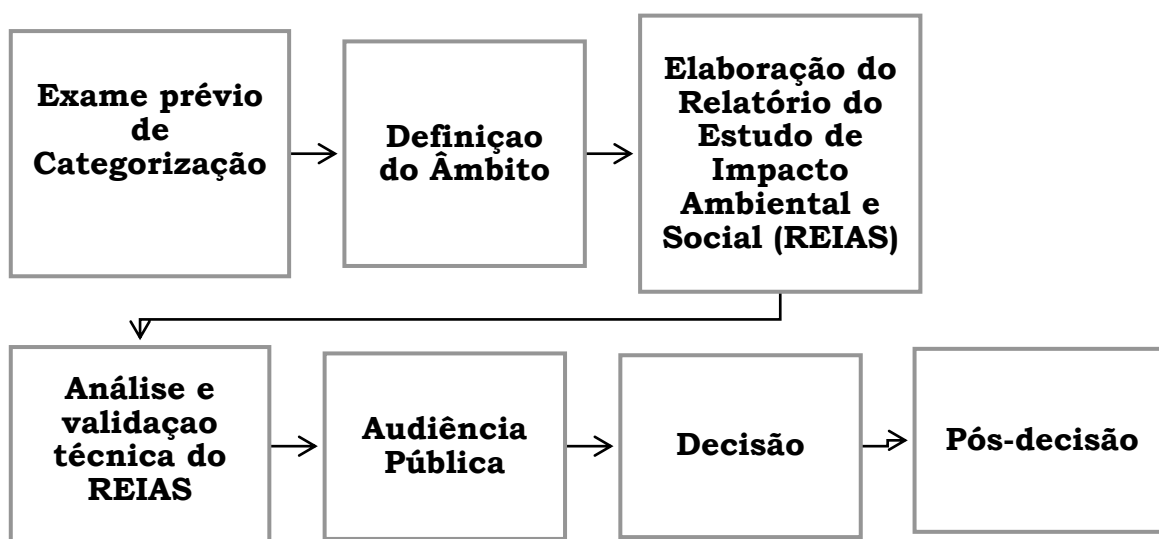 Exame prévio
de
Categorização
Definiçao
do Âmbito
Elaboração do
Relatório do
Estudo de
Impacto
Ambiental e
Social (REIAS)
Análise e
validaçao
técnica do
REIAS
Audiência
Pública
Decisão
Pós-decisão